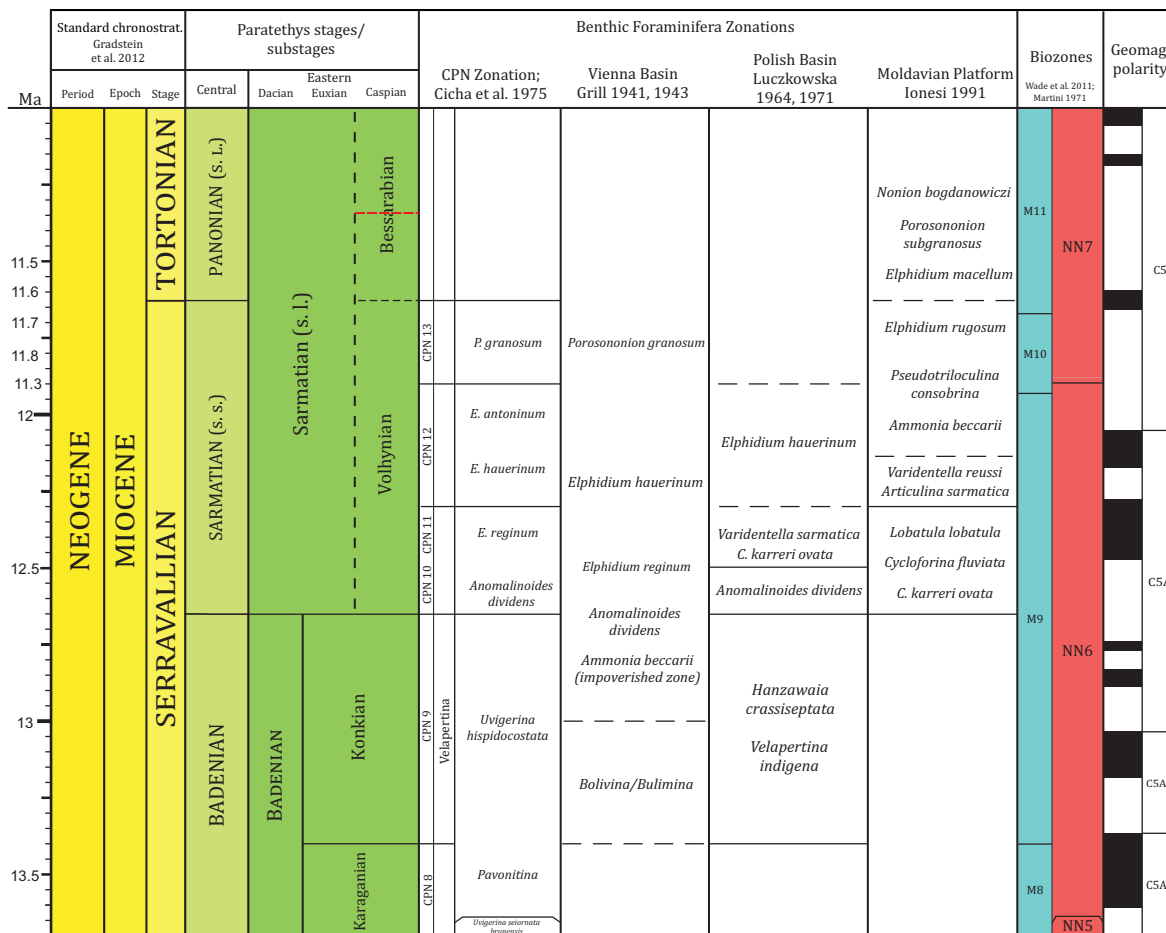 Standard chronostrat.
Gradstein
et al. 2012
Paratethys stages/
substages
Benthic Foraminifera Zonations
Biozones
Wade et al. 2011;
Martini 1971
Geomag
polarity
Ma
Period
Epoch
Stage
Central
Dacian
Eastern
Euxian
Caspian
CPN Zonation;
Cicha et al. 1975
Vienna Basin
Grill 1941, 1943
Polish Basin
Luczkowska
1964, 1971
Moldavian Platform
Ionesi 1991
11.5
11.6
11.7
11.8
11.3
12
12.5
13
13.5
NEOGENE
MIOCENE
TORTONIAN
SERRAVALLIAN
PANONIAN (s. l.)
SARMATIAN (s. s.)
BADENIAN
BADENIAN
Sarmatian (s. l.)
Bessarabian
Volhynian
Konkian
Karaganian
CPN 13
CPN 12
CPN 11
CPN 10
CPN 9
CPN 8
Velapertina
P. granosum
E. antoninum
E. hauerinum
E. reginum
Anomalinoides
dividens
Uvigerina
hispidocostata
Pavonitina
Uvigerina seiornata
brunensis
Porosononion granosum
Elphidium hauerinum
Elphidium reginum
Anomalinoides
dividens
Ammonia beccarii
(impoverished zone)
Bolivina/Bulimina
Elphidium hauerinum
Varidentella sarmatica
C. karreri ovata
Anomalinoides dividens
Hanzawaia
crassiseptata
Velapertina
indigena
Nonion bogdanowiczi
Porosononion
subgranosus
Elphidium macellum
Elphidium rugosum
Pseudotriloculina
consobrina
Ammonia beccarii
Varidentella reussi
Articulina sarmatica
Lobatula lobatula
Cycloforina fluviata
C. karreri ovata
M11
M10
M9
M8
NN7
NN6
NN5
C5
C5A
C5A
C5A